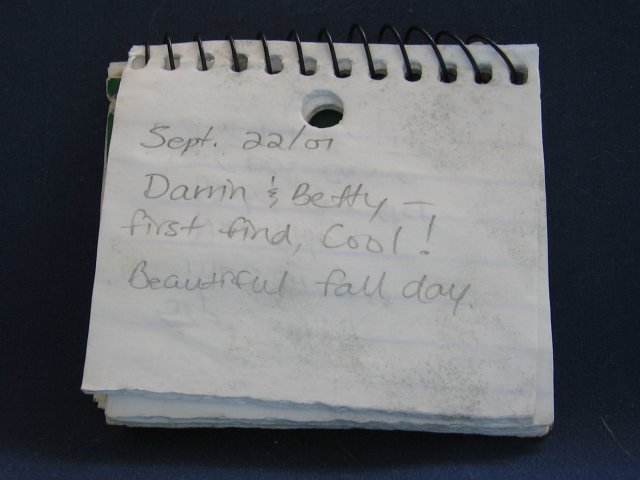 Sept. 22/01
Darrin & Betty —
first find, Cool!
Beautiful fall day.